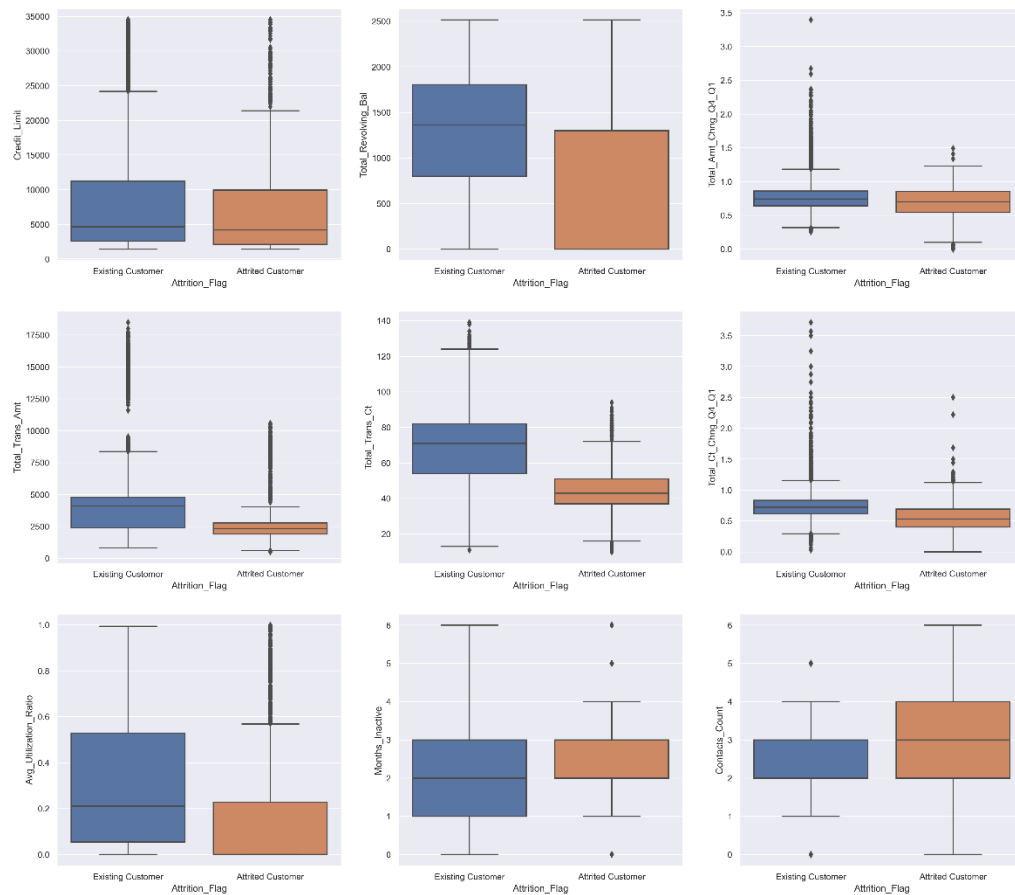 Credit_Limit
35000
30000
25000
20000
15000
10000
5000
0
Existing Customer Attrited Customer
Attrition_Flag
Total_Revolving_Bal
2500
2000
1500
1000
500
0
Existing Customer Attrited Customer
Attrition_Flag
Total_Amt_Chng_Q4_Q1
3.5
3.0
2.5
2.0
1.5
1.0
0.5
0.0
Existing Customer Attrited Customer
Attrition_Flag
Total_Trans_Amt
17500
15000
12500
10000
7500
5000
2500
0
Existing Customer Attrited Customer
Attrition_Flag
Total_Trans_Ct
140
120
100
80
60
40
20
Existing Customer Attrited Customer
Attrition_Flag
Total_Ct_Chng_Q4_Q1
3.5
3.0
2.5
2.0
1.5
1.0
0.5
0.0
Existing Customer Attrited Customer
Attrition_Flag
Avg_Utilization_Ratio
1.0
0.8
0.6
0.4
0.2
0.0
Existing Customer Attrited Customer
Attrition_Flag
Months_Inactive
6
5
4
3
2
1
0
Existing Customer Attrited Customer
Attrition_Flag
Contacts_Count
6
5
4
3
2
1
0
Existing Customer Attrited Customer
Attrition_Flag